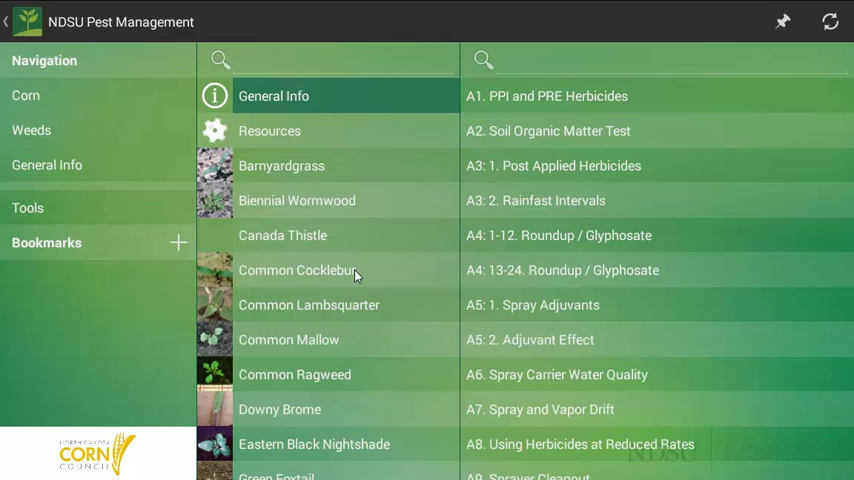 NDSU Pest Management
Navigation
Corn
Weeds
General Info
Tools
Bookmarks
NORTH DAKOTA
CORN
COUNCIL
General Info
Resources
Barnyardgrass
Biennial Wormwood
Canada Thistle
Common Cocklebur
Common Lambsquarter
Common Mallow
Common Ragweed
Downy Brome
Eastern Black Nightshade
Green Foxtail
A1. PPI and PRE Herbicides
A2. Soil Organic Matter Test
A3: 1. Post Applied Herbicides
A3: 2. Rainfast Intervals
A4: 1-12. Roundup / Glyphosate
A4: 13-24. Roundup / Glyphosate
A5: 1. Spray Adjuvants
A5: 2. Adjuvant Effect
A6. Spray Carrier Water Quality
A7. Spray and Vapor Drift
A8. Using Herbicides at Reduced Rates
NDSU
A9. Sprayer Cleanout